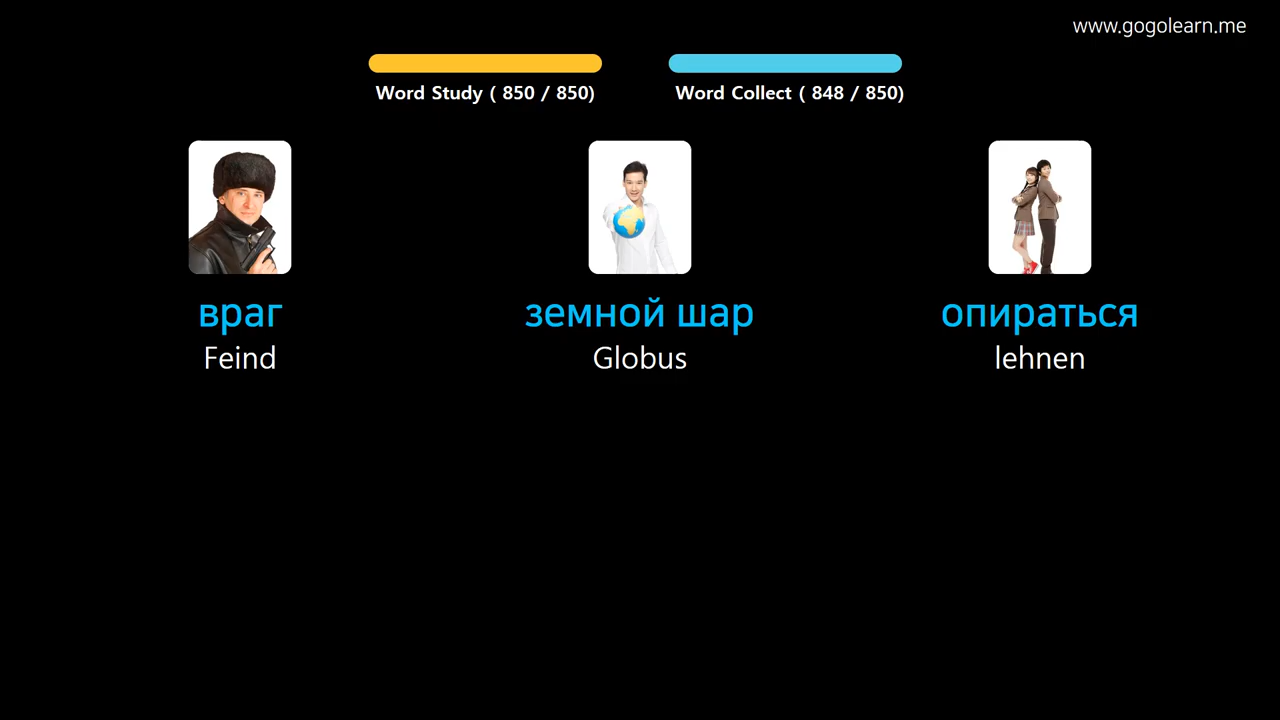 www.gogolearn.me
Word Study ( 850 / 850)
Word Collect ( 848 / 850)
враг
земной шар
опираться
Feind
Globus
lehnen